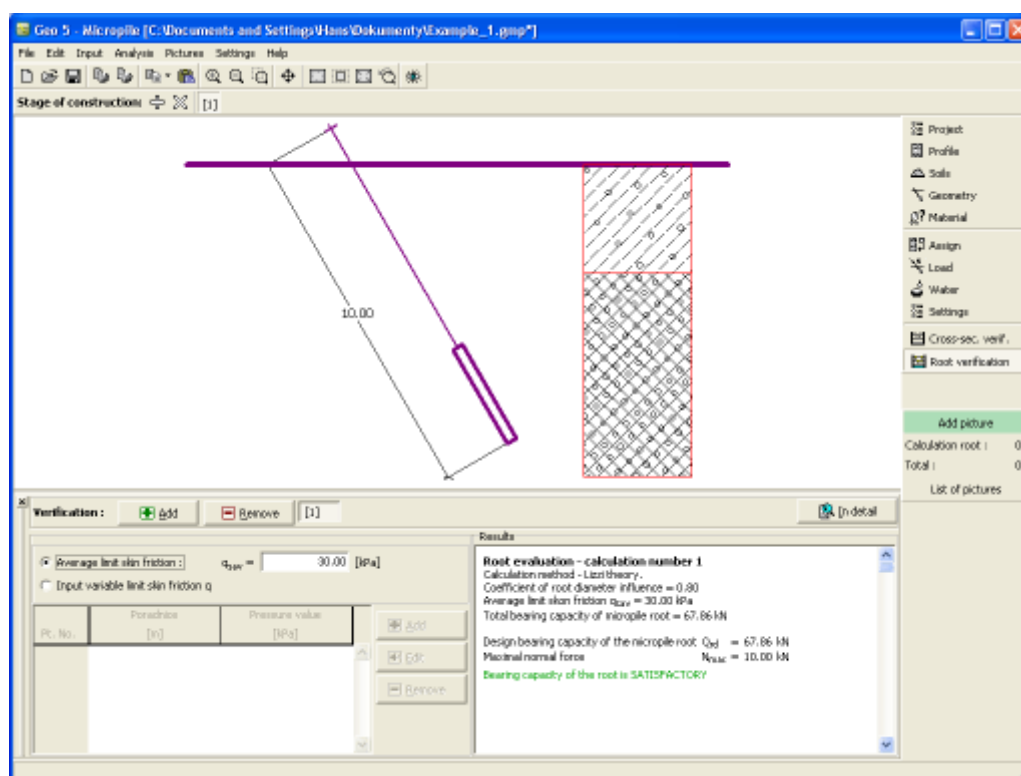 Geo 5 - Micropile [C:\Documents and Settings\Hans\Dokumenty\Example_1.gmp*]
File Edit Input Analysis Pictures Settings Help
Stage of construction: [1]
Project
Profile
Soils
Geometry
Material
Assign
Load
Water
Settings
Cross-sec. verif.
Root verification
Add picture
Calculation root : 0
Total : 0
List of pictures
10.00
Verification : Add Remove [1] In detail
Average limit skin friction : qsav = 30.00 [kPa]
Input variable limit skin friction q
Pt. No. Poradnice [m] Pressure value [kPa]
Add
Edit
Remove
Results
Root evaluation - calculation number 1
Calculation method - Lizzi theory.
Coefficient of root diameter influence = 0.80
Average limit skon friction qsav = 30.00 kPa
Total bearing capacity of micropile root = 67.86 kN
Design bearing capacity of the micropile root Qrd = 67.86 kN
Maximal normal force Nmax = 10.00 kN
Bearing capacity of the root is SATISFACTORY